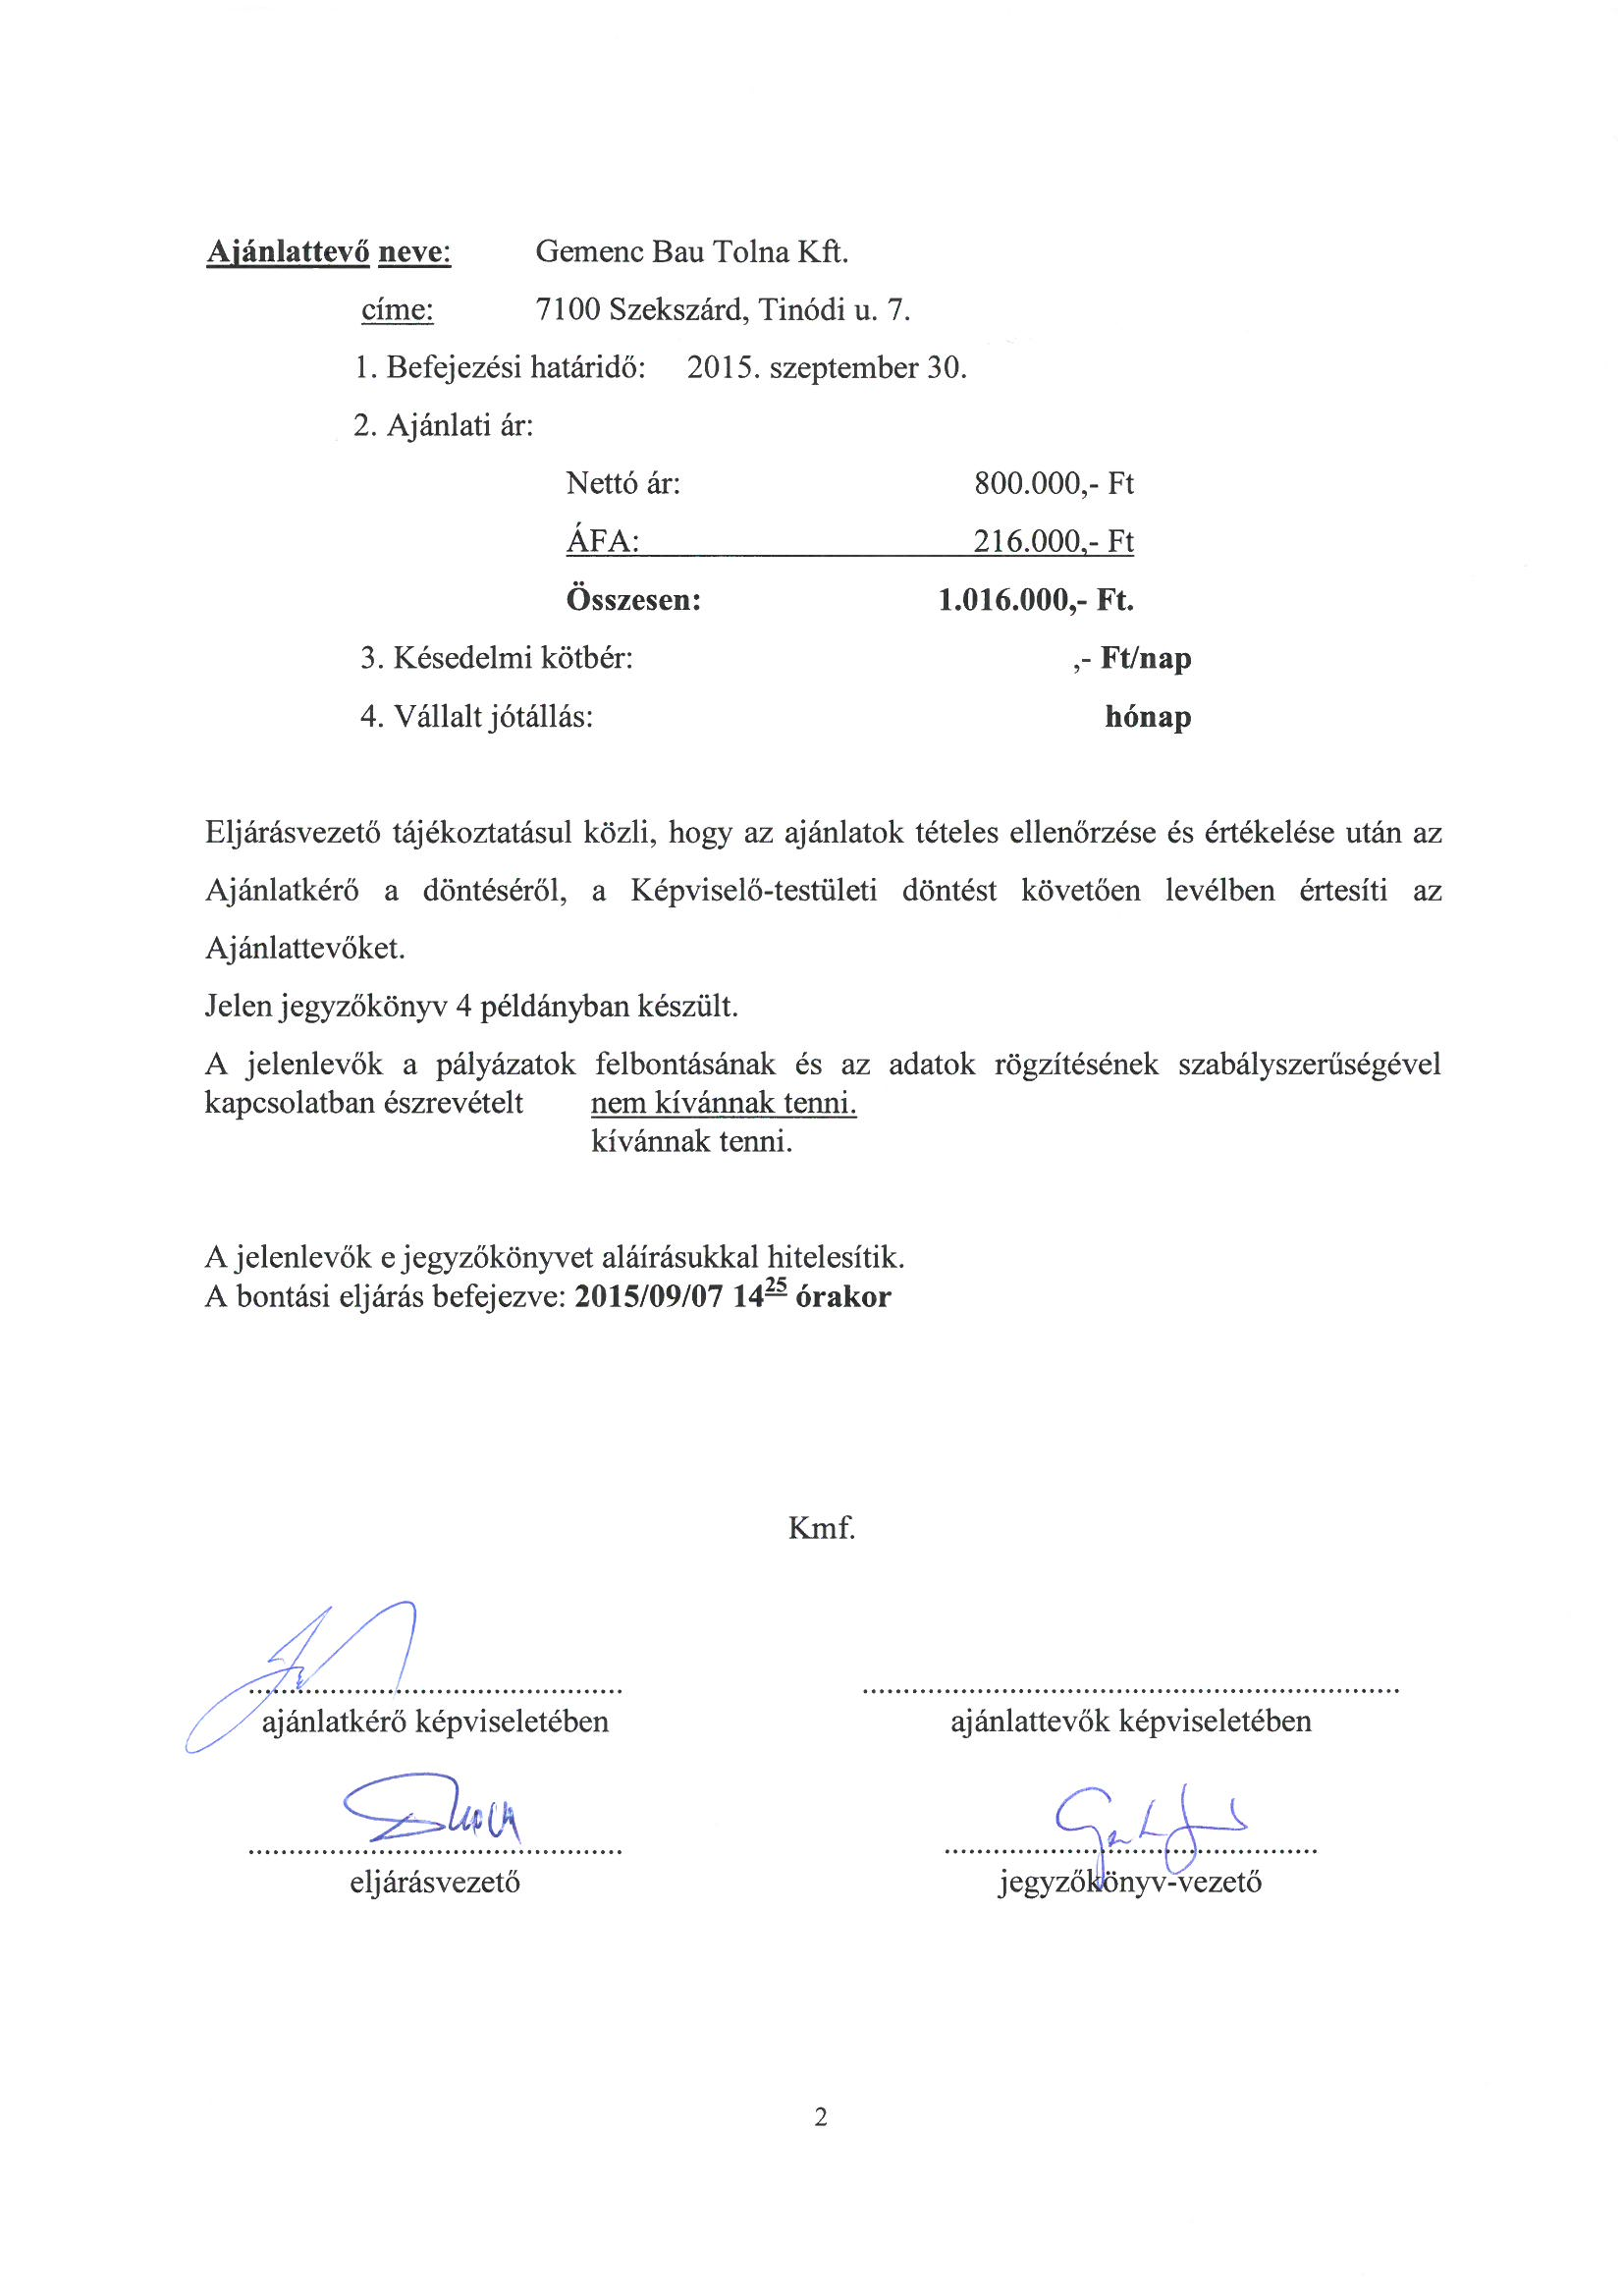 Ajánlattevő neve: Gemenc Bau Tolna Kft.
címe: 7100 Szekszárd, Tinódi u. 7.
1. Befejezési határidő: 2015. szeptember 30.
2. Ajánlati ár:
Nettó ár: 800.000,- Ft
ÁFA: 216.000,- Ft
Összesen: 1.016.000,- Ft.
3. Késedelmi kötbér: ,- Ft/nap
4. Vállalt jótállás: hónap
Eljárásvezető tájékoztatásul közli, hogy az ajánlatok tételes ellenőrzése és értékelése után az
Ajánlatkérő a döntéséről, a Képviselő-testületi döntést követően levélben értesíti az
Ajánlattevőket.
Jelen jegyzőkönyv 4 példányban készült.
A jelenlevők a pályázatok felbontásának és az adatok rögzítésének szabályszerűségével
kapcsolatban észrevételt nem kívánnak tenni.
kívánnak tenni.
A jelenlevők e jegyzőkönyvet aláírásukkal hitelesítik.
A bontási eljárás befejezve: 2015/09/07 14²⁵ órakor
Kmf.
........................................... ...............................................................
ajánlatkérő képviseletében ajánlattevők képviseletében
........................................... ...........................................
eljárásvezető jegyzőkönyv-vezető
2